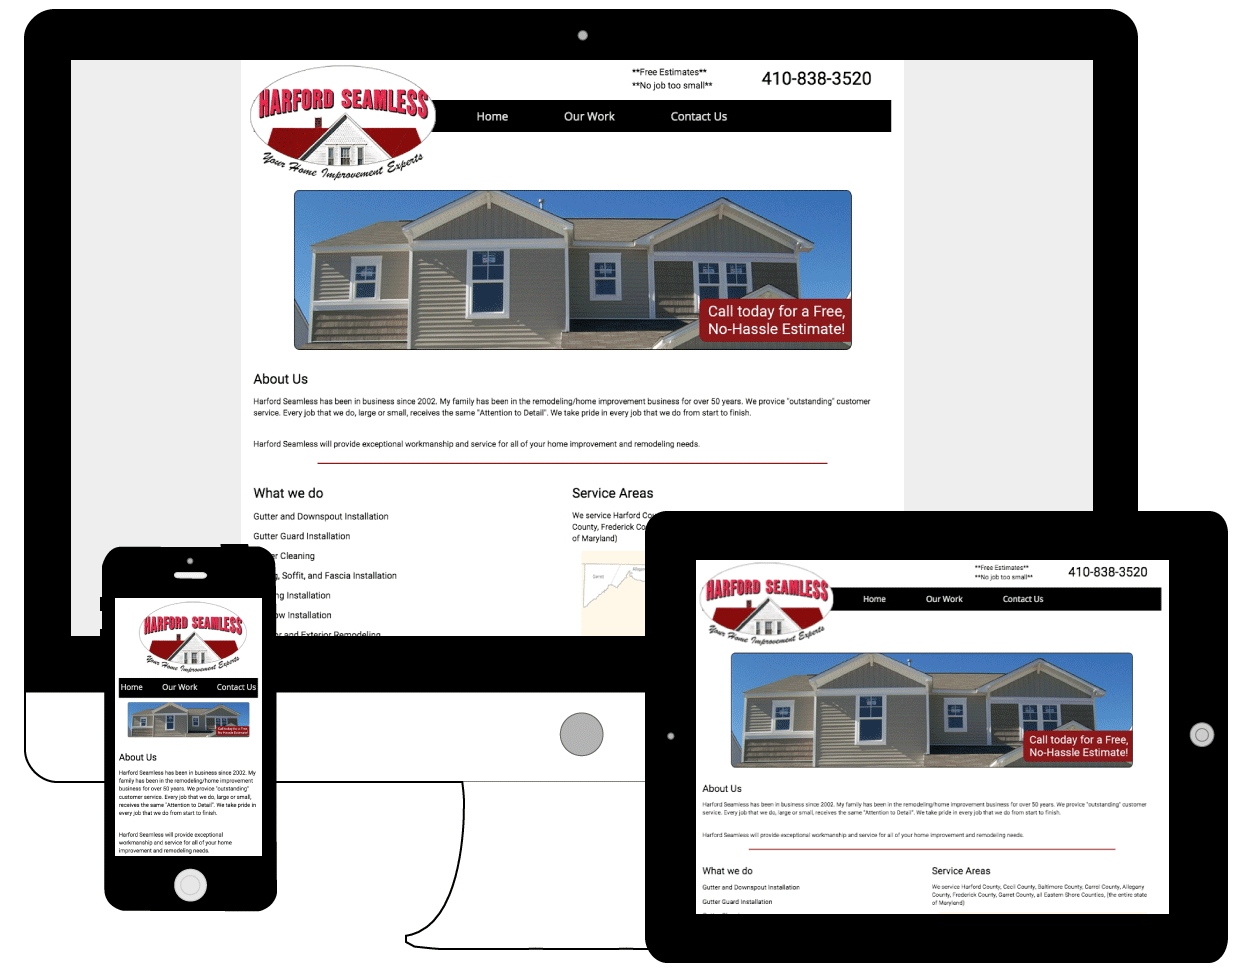 **Free Estimates**
**No job too small**
410-838-3520
HARFORD SEAMLESS
Your Home Improvement Experts
Home Our Work Contact Us
Call today for a Free,
No-Hassle Estimate!
About Us
Harford Seamless has been in business since 2002. My family has been in the remodeling/home improvement business for over 50 years. We provice "outstanding" customer
service. Every job that we do, large or small, receives the same "Attention to Detail". We take pride in every job that we do from start to finish.
Harford Seamless will provide exceptional workmanship and service for all of your home improvement and remodeling needs.
What we do
Gutter and Downspout Installation
Gutter Guard Installation
Cleaning
Soffit, and Fascia Installation
Installation
Installation
and Exterior Remodeling
Service Areas
We service Harford
County, Frederick
of Maryland)
Garret
HARFORD SEAMLESS
Your Home Improvement Experts
Home Our Work Contact Us
Call today for a Free,
No-Hassle Estimate!
About Us
Harford Seamless has been in business since 2002. My
family has been in the remodeling/home improvement
business for over 50 years. We provice "outstanding"
customer service. Every job that we do, large or small,
receives the same "Attention to Detail". We take pride in
every job that we do from start to finish.
Harford Seamless will provide exceptional
workmanship and service for all of your home
improvement and remodeling needs.
**Free Estimates**
**No job too small**
410-838-3520
HARFORD SEAMLESS
Your Home Improvement Experts
Home Our Work Contact Us
Call today for a Free,
No-Hassle Estimate!
About Us
Harford Seamless has been in business since 2002. My family has been in the remodeling/home improvement business for over 50 years. We provice "outstanding" customer
service. Every job that we do, large or small, receives the same "Attention to Detail". We take pride in every job that we do from start to finish.
Harford Seamless will provide exceptional workmanship and service for all of your home improvement and remodeling needs.
What we do
Gutter and Downspout Installation
Gutter Guard Installation
Service Areas
We service Harford County, Cecil County, Baltimore County, Carrol County, Allegany
County, Frederick County, Garret County, all Eastern Shore Counties, (the entire state
of Maryland)